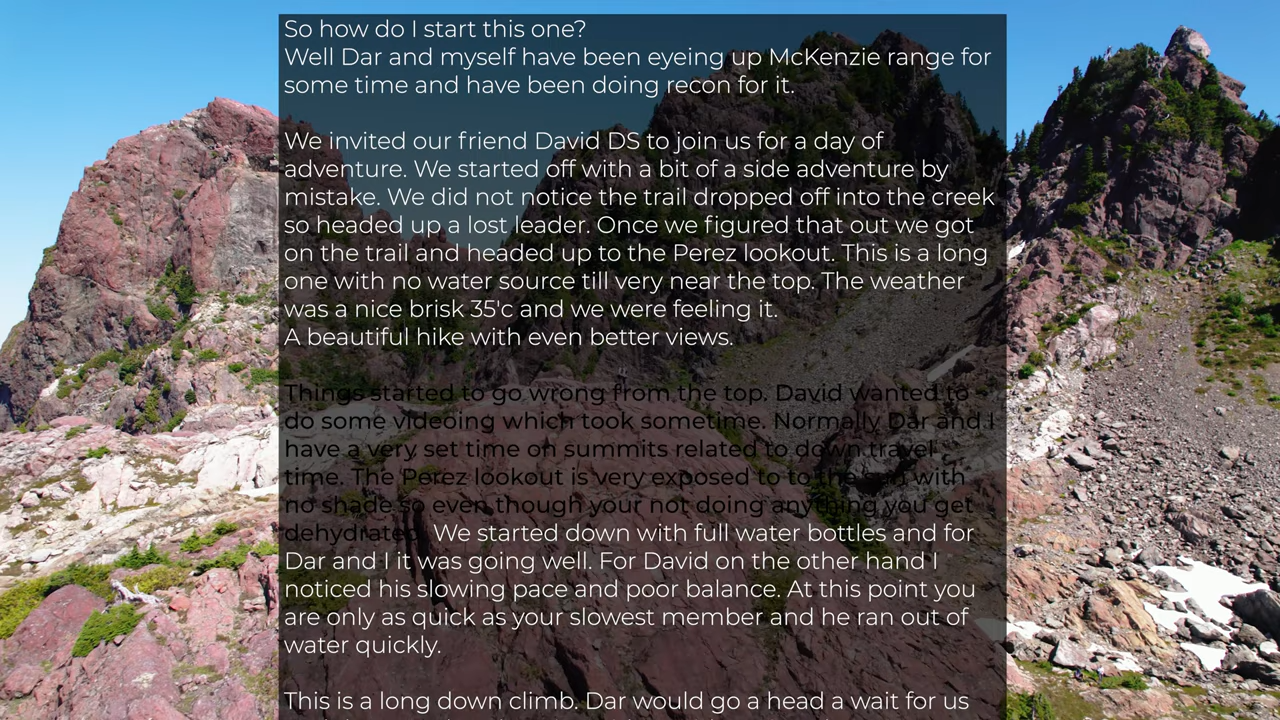 So how do I start this one?
Well Dar and myself have been eyeing up McKenzie range for
some time and have been doing recon for it.
We invited our friend David DS to join us for a day of
adventure. We started off with a bit of a side adventure by
mistake. We did not notice the trail dropped off into the creek
so headed up a lost leader. Once we figured that out we got
on the trail and headed up to the Perez lookout. This is a long
one with no water source till very near the top. The weather
was a nice brisk 35'c and we were feeling it.
A beautiful hike with even better views.
Things started to go wrong from the top. David wanted to
do some videoing which took sometime. Normally Dar and I
have a very set time on summits related to down travel
time. The Perez lookout is very exposed to to the sun with
no shade so even though your not doing anything you get
dehydrated. We started down with full water bottles and for
Dar and I it was going well. For David on the other hand I
noticed his slowing pace and poor balance. At this point you
are only as quick as your slowest member and he ran out of
water quickly.
This is a long down climb. Dar would go a head a wait for us